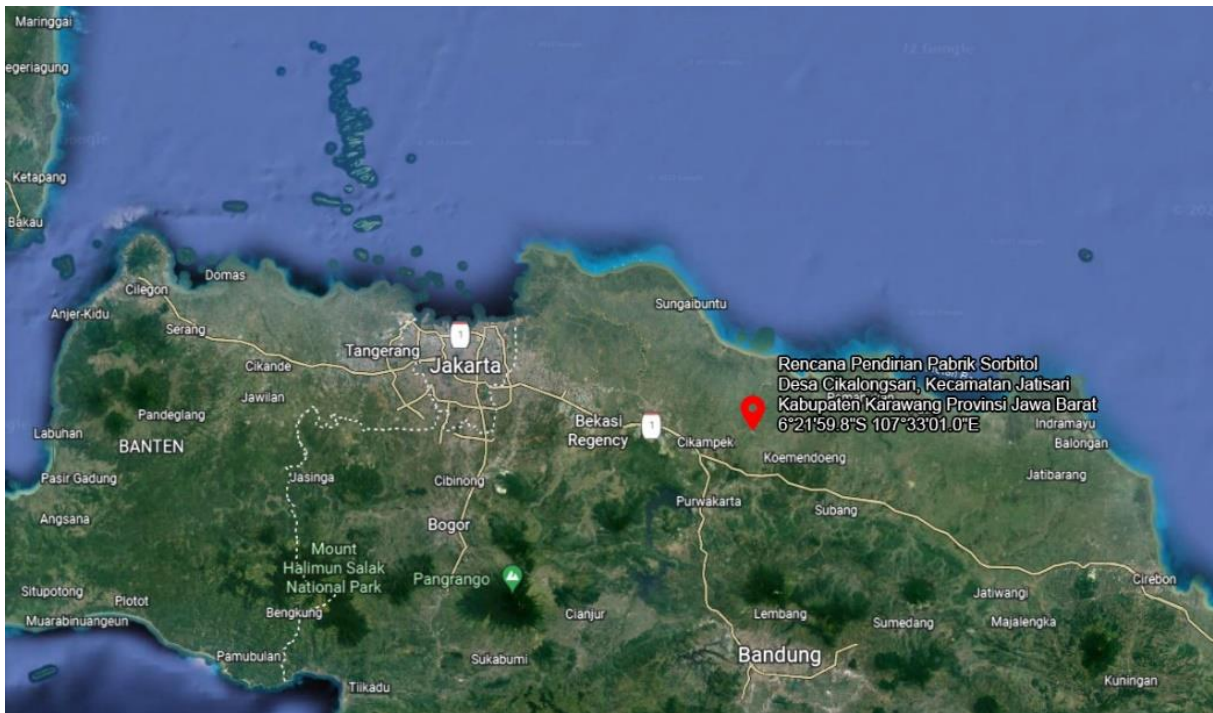 Maringgai
egeriagung
Ketapang
Bakau
Domas
Cilegon
Anjer-Kidu
Serang
Sungaibuntu
1
Tangerang
Jakarta
Cikande
Jawilan
Pandeglang
Labuhan
BANTEN
Rencana Pendirian Pabrik Sorbitol
Desa Cikalongsari, Kecamatan Jatisari
Kabupaten Karawang Provinsi Jawa Barat
6°21'59.8"S 107°33'01.0"E
Indramayu
Balongan
Bekasi
Regency
1
Cikampek
Koemendoeng
Jatibarang
Pasir Gadung
Jasinga
Cibinong
Purwakarta
Subang
Angsana
Bogor
Mount
Halimun Salak
National Park
Pangrango
Situpotong
Plotot
Muarabinuangeun
Bengkung
Cianjur
Lembang
Sumedang
Jatiwangi
Majalengka
Cirebon
Pamubulan
Sukabumi
Bandung
Tiikadu
Kuningan